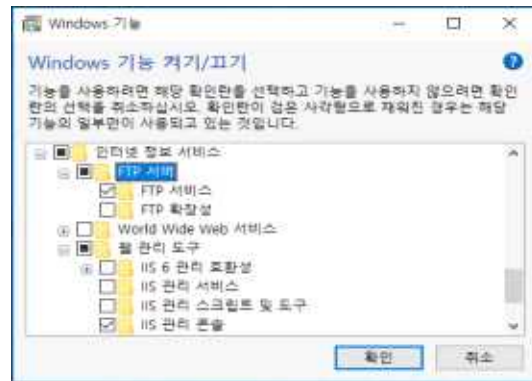 Windows 기능
Windows 기능 켜기/끄기
기능을 사용하려면 해당 확인란을 선택하고 기능을 사용하지 않으려면 확인
란의 선택을 취소하십시오. 확인란이 검은 사각형으로 채워진 경우는 해당
기능의 일부만이 사용되고 있는 것입니다.
인터넷 정보 서비스
FTP 서버
FTP 서비스
FTP 확장성
World Wide Web 서비스
웹 관리 도구
IIS 6 관리 호환성
IIS 관리 서비스
IIS 관리 스크립트 및 도구
IIS 관리 콘솔
확인 취소